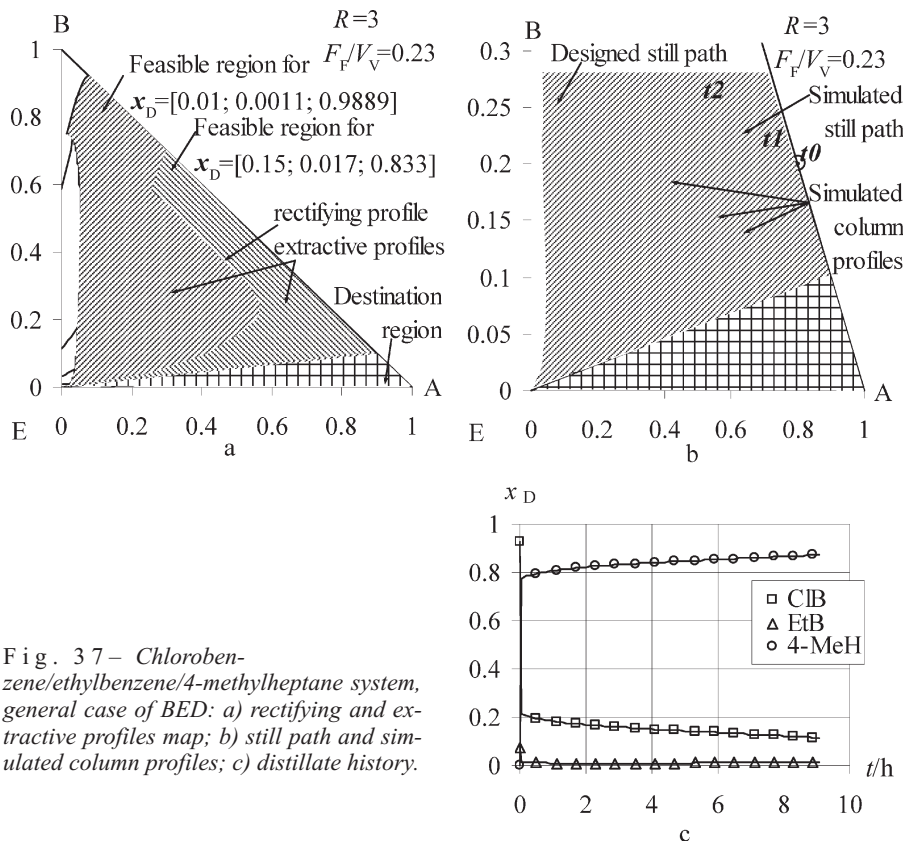 B
R=3
F_F/V_V=0.23
1
Feasible region for
x_D=[0.01; 0.0011; 0.9889]
0.8
Feasible region for
x_D=[0.15; 0.017; 0.833]
0.6
rectifying profile
0.4
extractive profiles
Destination
region
0.2
0
A
E
0 0.2 0.4 0.6 0.8 1
a
B
R=3
F_F/V_V=0.23
0.3
Designed still path
t2
Simulated
still path
0.25
t1
t0
0.2
Simulated
column
profiles
0.15
0.1
0.05
0
A
E
0 0.2 0.4 0.6 0.8 1
b
x_D
1
0.8
0.6
0.4
0.2
0
ClB
EtB
4-MeH
0 2 4 6 8 10
t/h
c
Fig. 37 – Chloroben-
zene/ethylbenzene/4-methylheptane system,
general case of BED: a) rectifying and ex-
tractive profiles map; b) still path and sim-
ulated column profiles; c) distillate history.